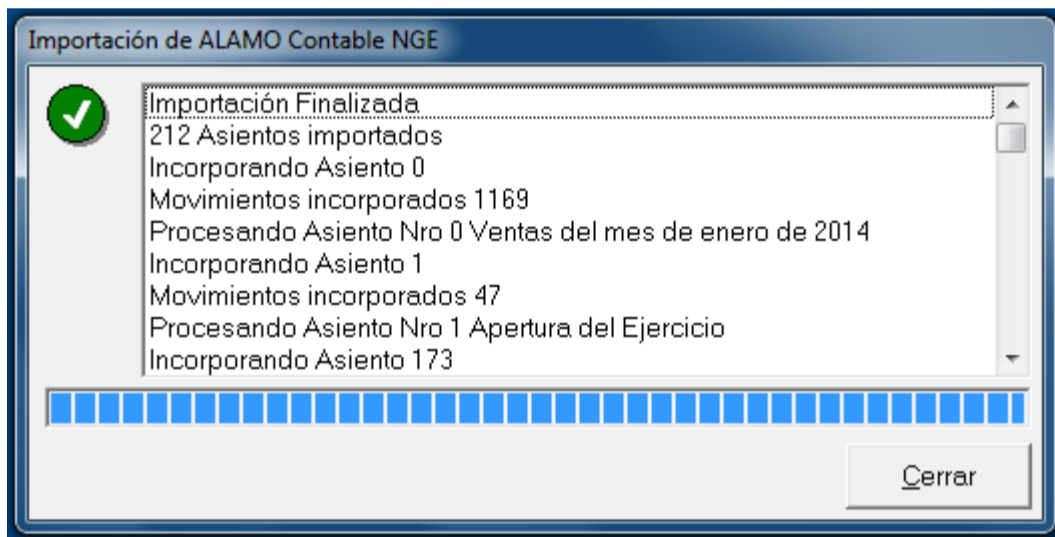 Importación de ALAMO Contable NGE
Importación Finalizada
212 Asientos importados
Incorporando Asiento 0
Movimientos incorporados 1169
Procesando Asiento Nro 0 Ventas del mes de enero de 2014
Incorporando Asiento 1
Movimientos incorporados 47
Procesando Asiento Nro 1 Apertura del Ejercicio
Incorporando Asiento 173
Cerrar